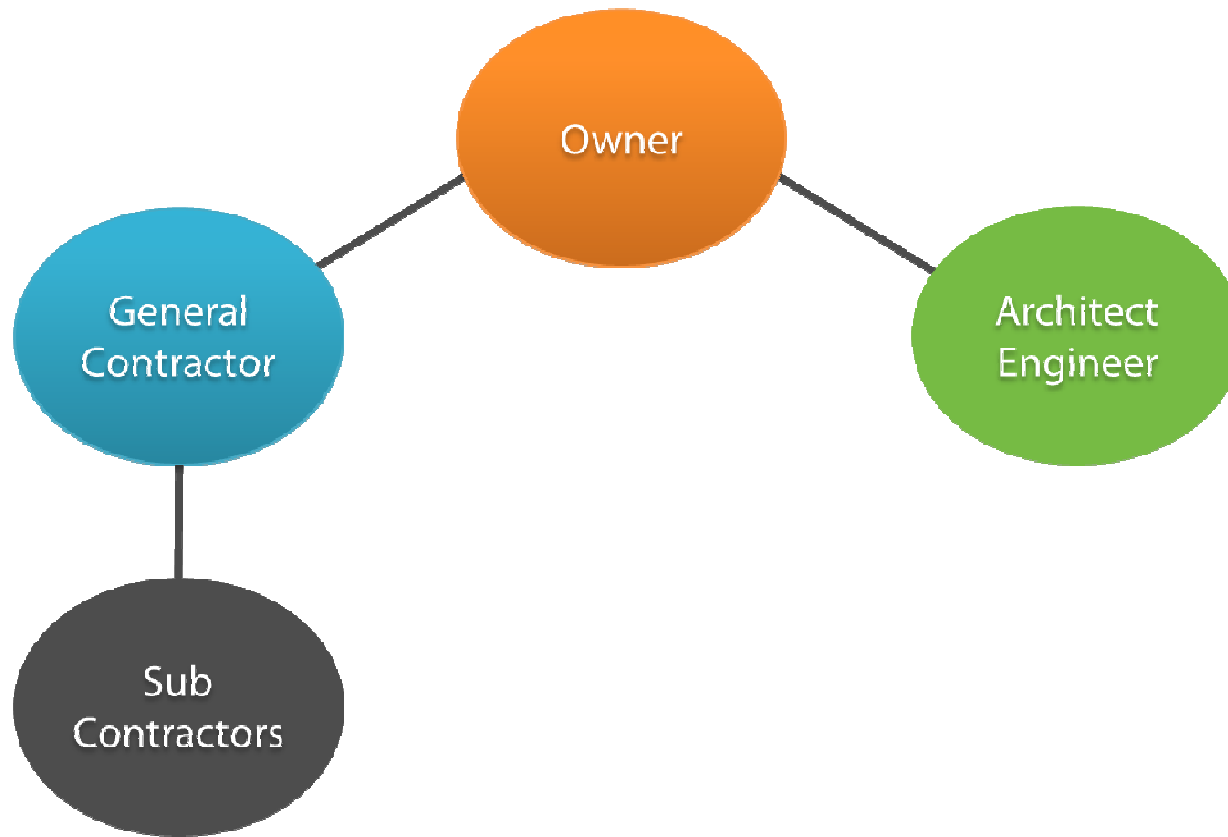 Owner
General
Contractor
Architect
Engineer
Sub
Contractors